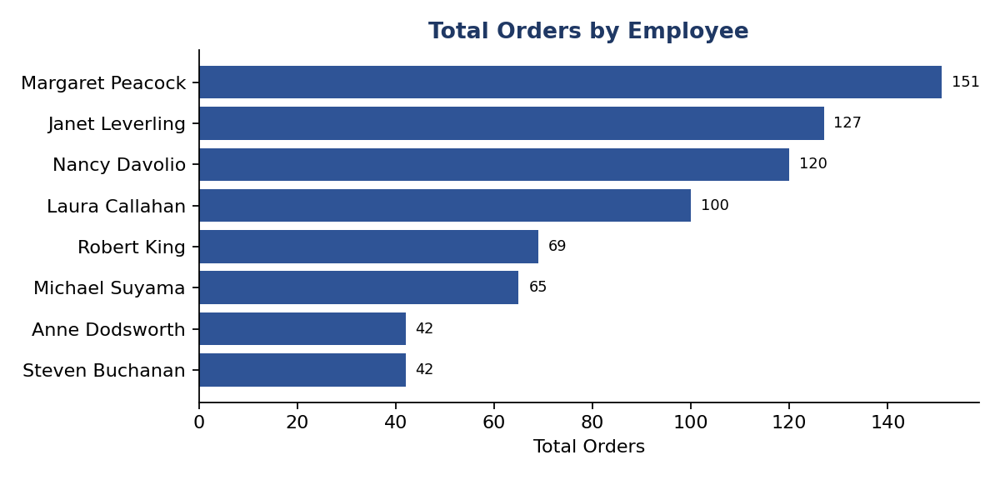 Total Orders by Employee
Margaret Peacock 151
Janet Leverling 127
Nancy Davolio 120
Laura Callahan 100
Robert King 69
Michael Suyama 65
Anne Dodsworth 42
Steven Buchanan 42
0 20 40 60 80 100 120 140
Total Orders